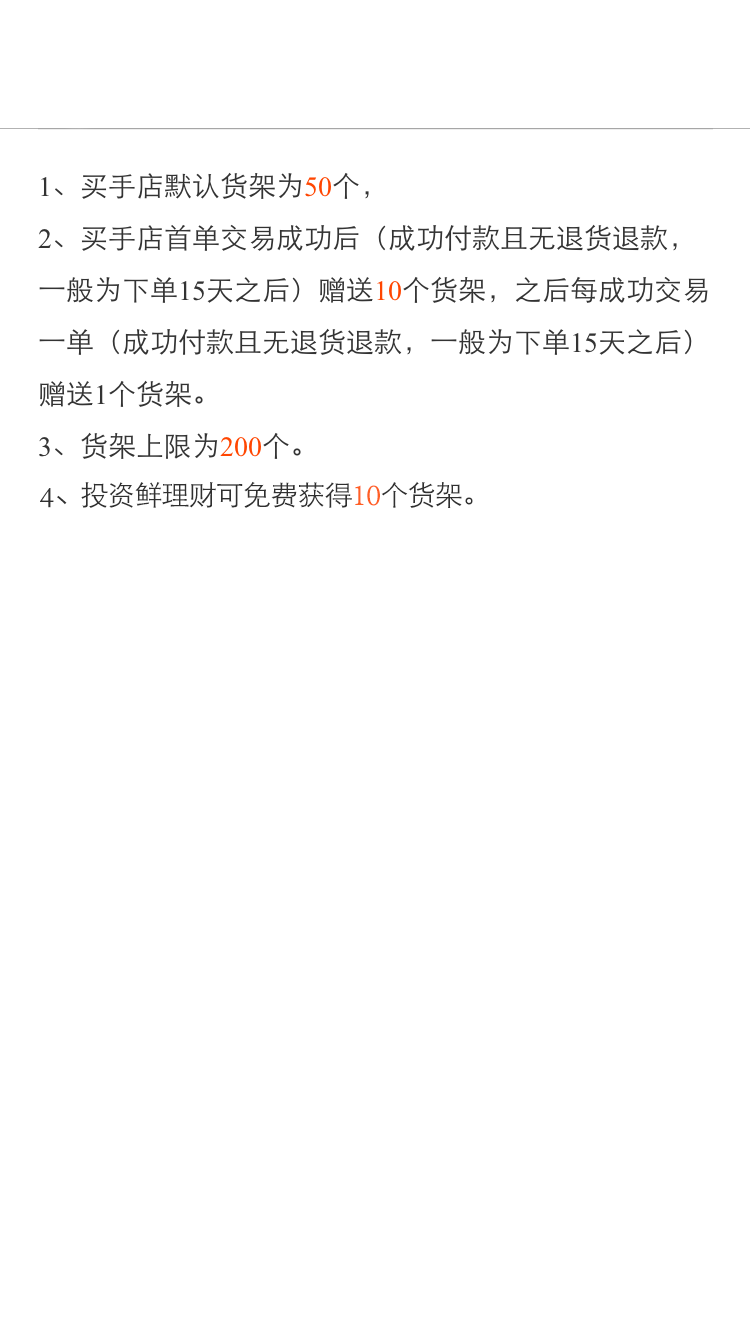 1、买手店默认货架为50个，
2、买手店首单交易成功后（成功付款且无退货退款，
一般为下单15天之后）赠送10个货架，之后每成功交易
一单（成功付款且无退货退款，一般为下单15天之后）
赠送1个货架。
3、货架上限为200个。
4、投资鲜理财可免费获得10个货架。